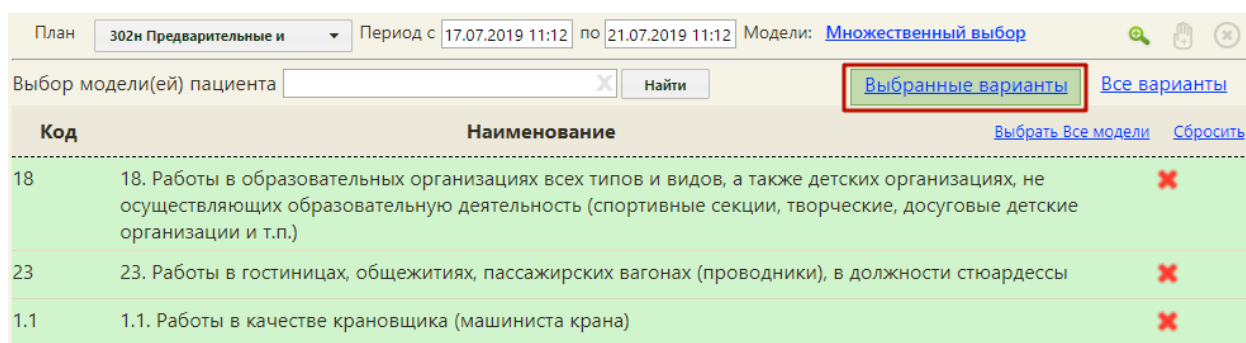 План 302н Предварительные и Период с 17.07.2019 11:12 по 21.07.2019 11:12 Модели: Множественный выбор
Выбор модели(ей) пациента Найти Выбранные варианты Все варианты
Код Наименование Выбрать Все модели Сбросить
18 18. Работы в образовательных организациях всех типов и видов, а также детских организациях, не
осуществляющих образовательную деятельность (спортивные секции, творческие, досуговые детские
организации и т.п.)
23 23. Работы в гостиницах, общежитиях, пассажирских вагонах (проводники), в должности стюардессы
1.1 1.1. Работы в качестве крановщика (машиниста крана)